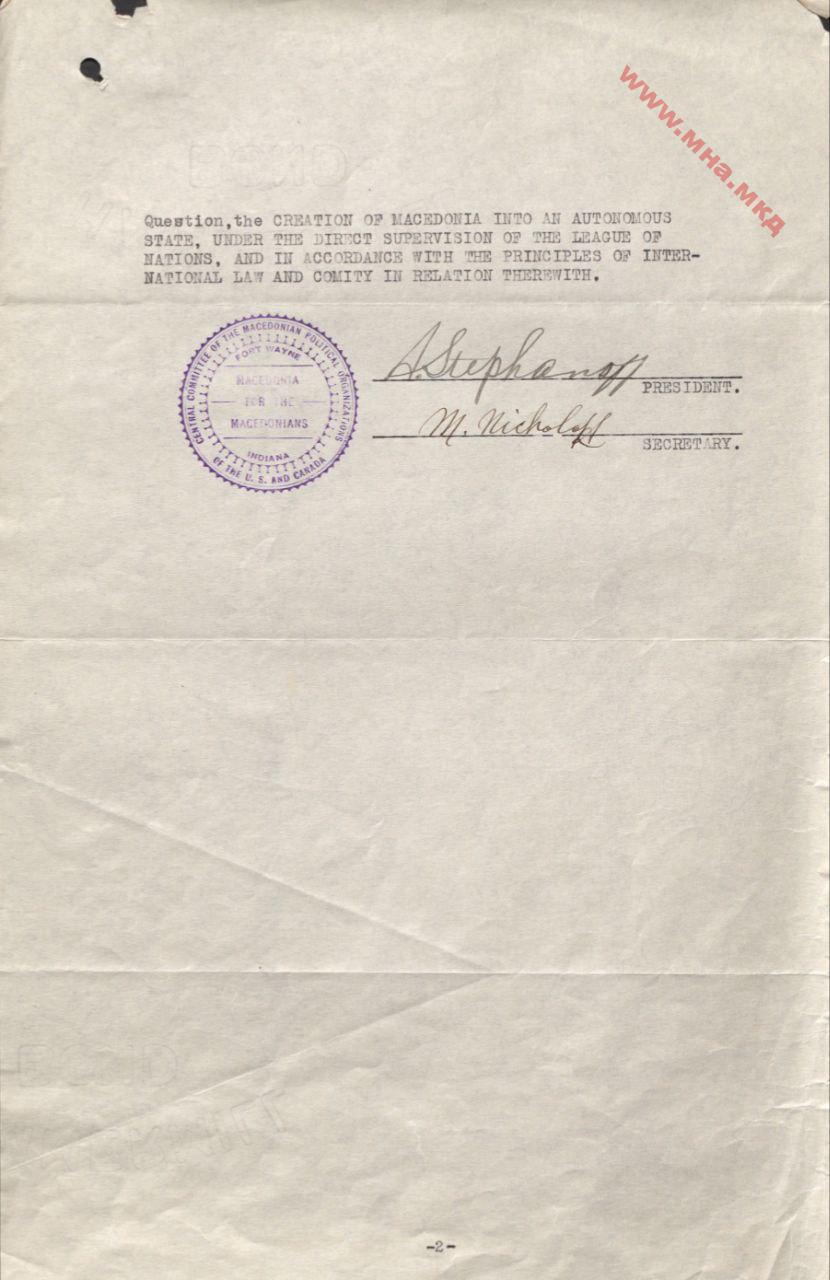 www.мнa.мкд
Question,the CREATION OF MACEDONIA INTO AN AUTONOMOUS
STATE, UNDER THE DIRECT SUPERVISION OF THE LEAGUE OF
NATIONS, AND IN ACCORDANCE WITH THE PRINCIPLES OF INTER-
NATIONAL LAW AND COMITY IN RELATION THEREWITH.
CENTRAL COMMITTEE OF THE MACEDONIAN POLITICAL ORGANIZATIONS
OF THE U. S. AND CANADA
FORT WAYNE
MACEDONIA
FOR THE
MACEDONIANS
INDIANA
A. Stephanoff
PRESIDENT.
M. Nicholoff
SECRETARY.
BOND
BOND
-2-